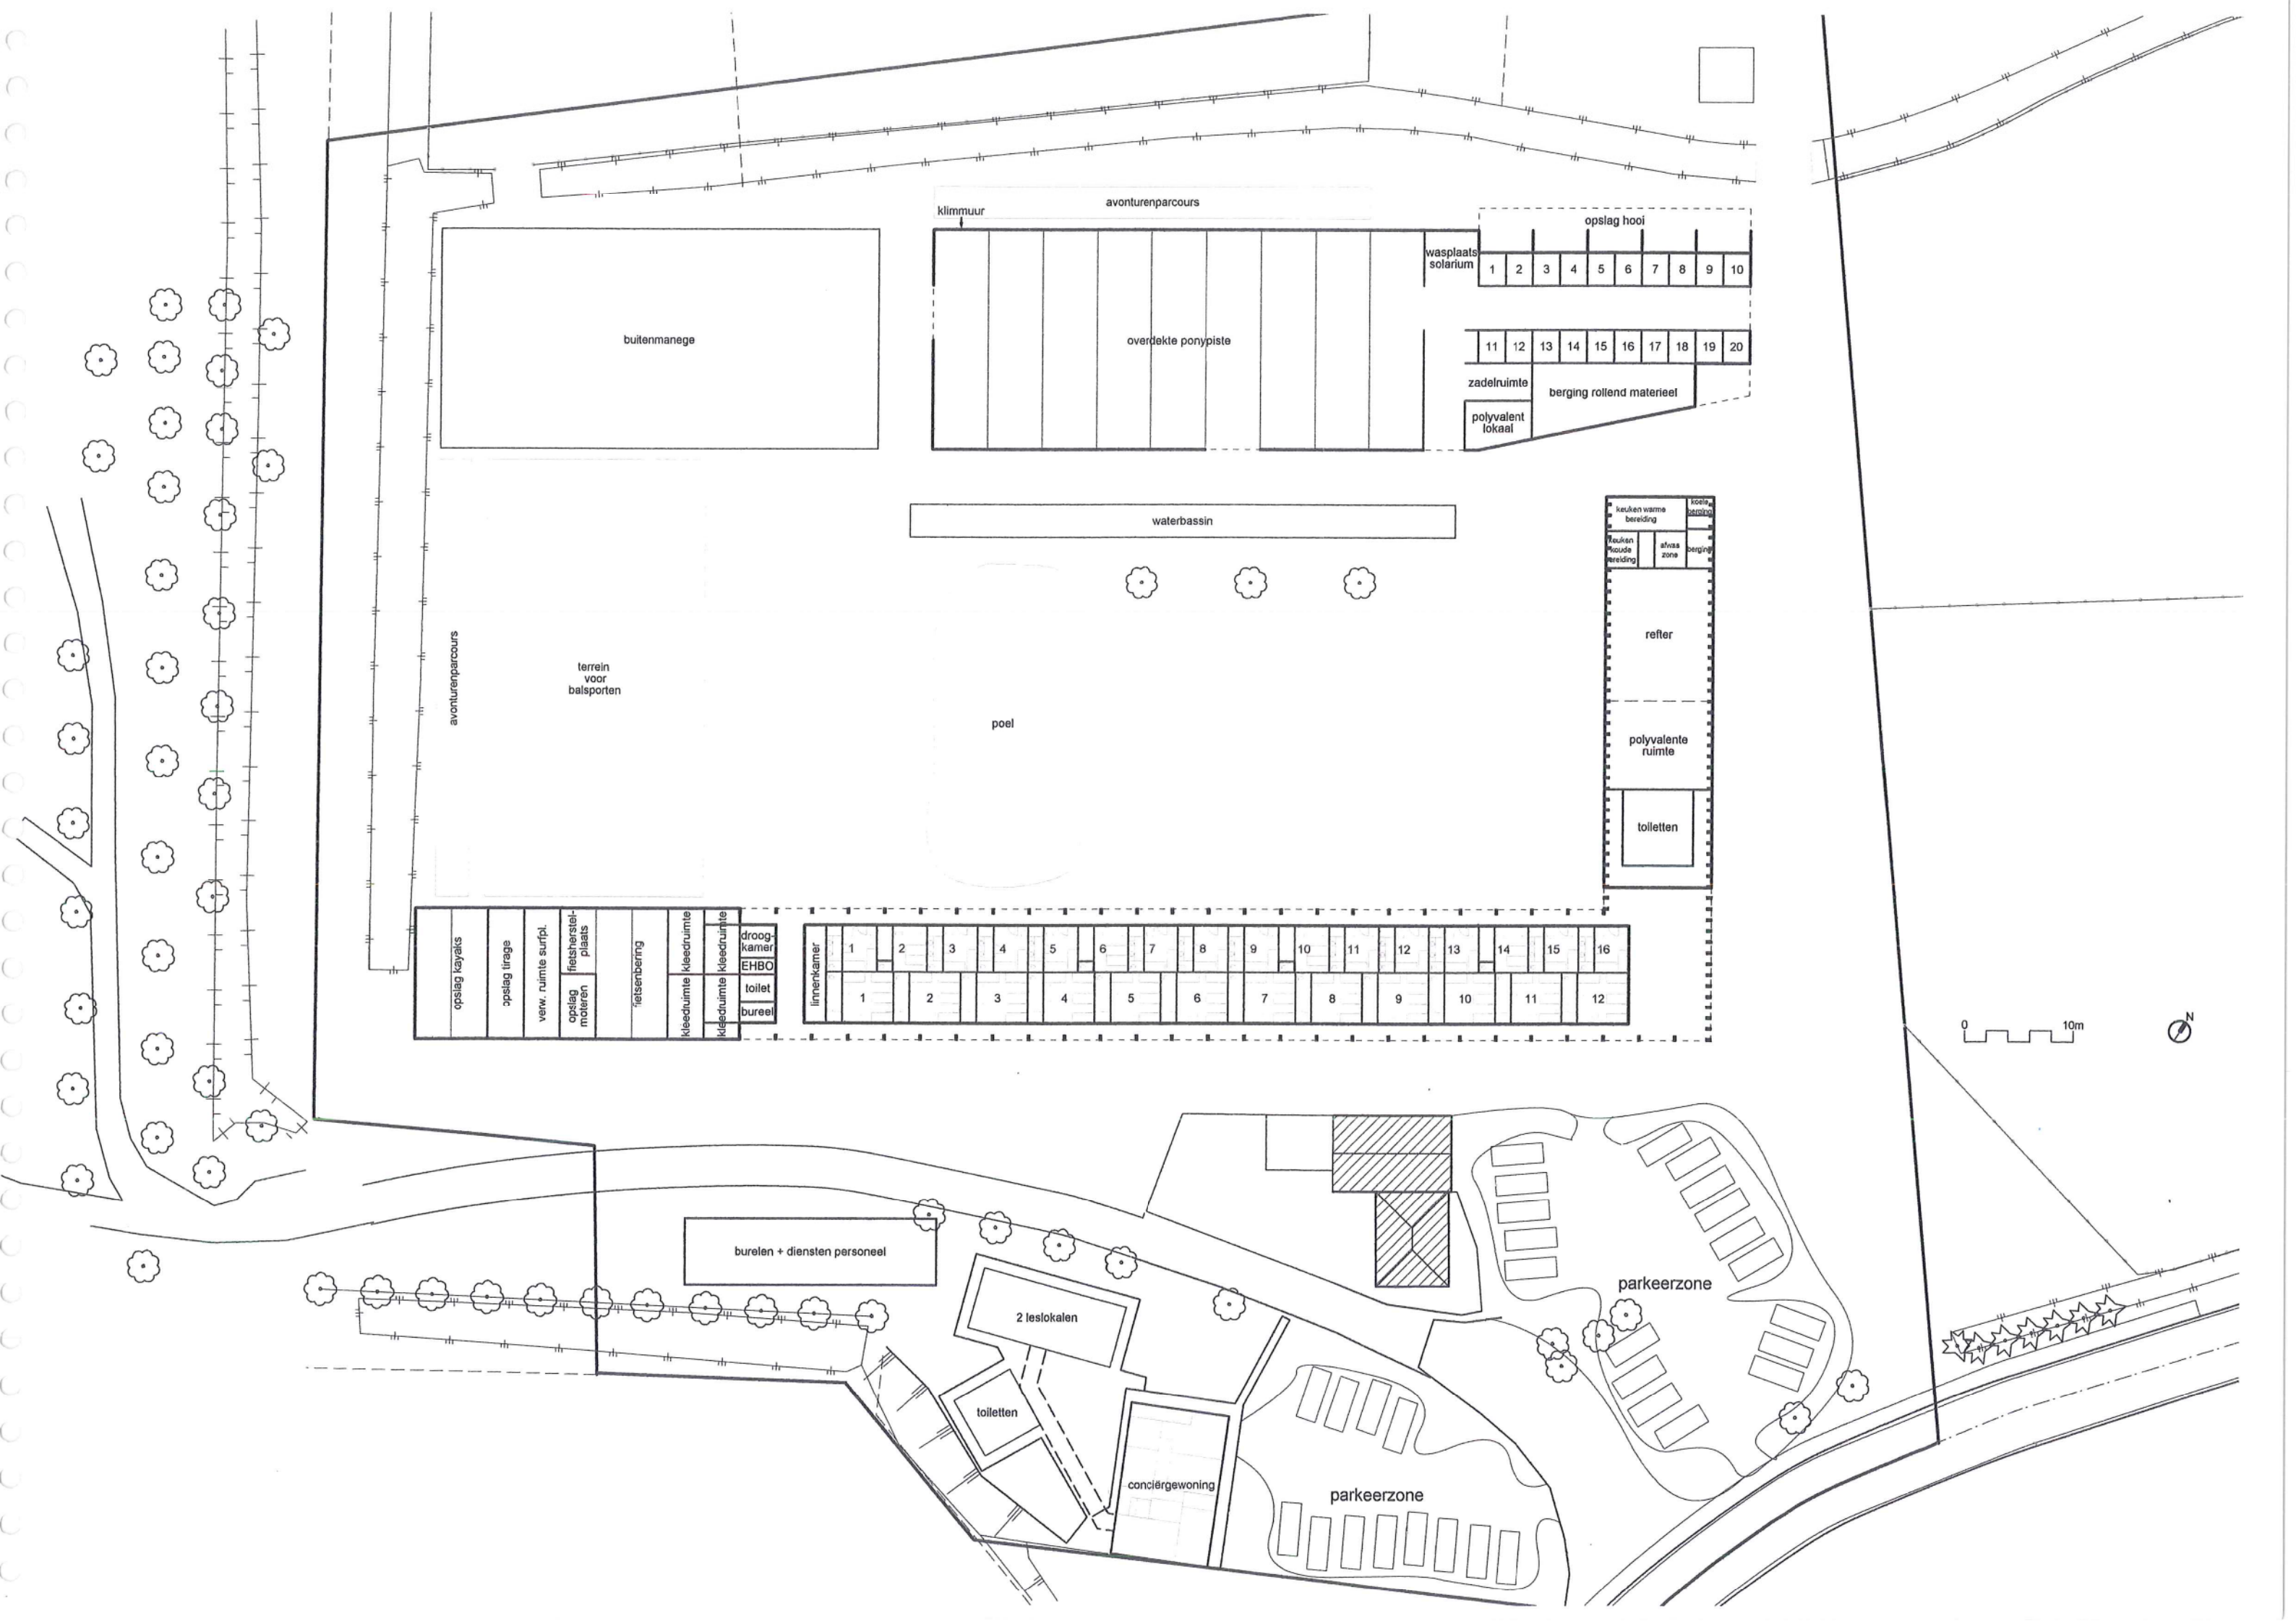 avonturenparcours
klimmuur
opslag hooi
wasplaats
solarium
1 2 3 4 5 6 7 8 9 10
buitenmanege
overdekte ponypiste
11 12 13 14 15 16 17 18 19 20
zadelruimte
berging rollend materieel
polyvalent
lokaal
waterbassin
keuken warme
bereiding
koele
berging
keuken
koude
bereiding
afwas
zone
berging
refter
avonturenparcours
terrein
voor
balsporten
poel
polyvalente
ruimte
toiletten
opslag kayaks
opslag tirage
verw. ruimte surfpl.
fietsherstel-
plaats
opslag
moteren
fietsenbering
kleedruimte
kleedruimte
kleedruimte
kleedruimte
droog-
kamer
EHBO
toilet
bureel
linnenkamer
1 2 3 4 5 6 7 8 9 10 11 12 13 14 15 16
1 2 3 4 5 6 7 8 9 10 11 12
0 10m
N
burelen + diensten personeel
2 leslokalen
parkeerzone
toiletten
conciërgewoning
parkeerzone